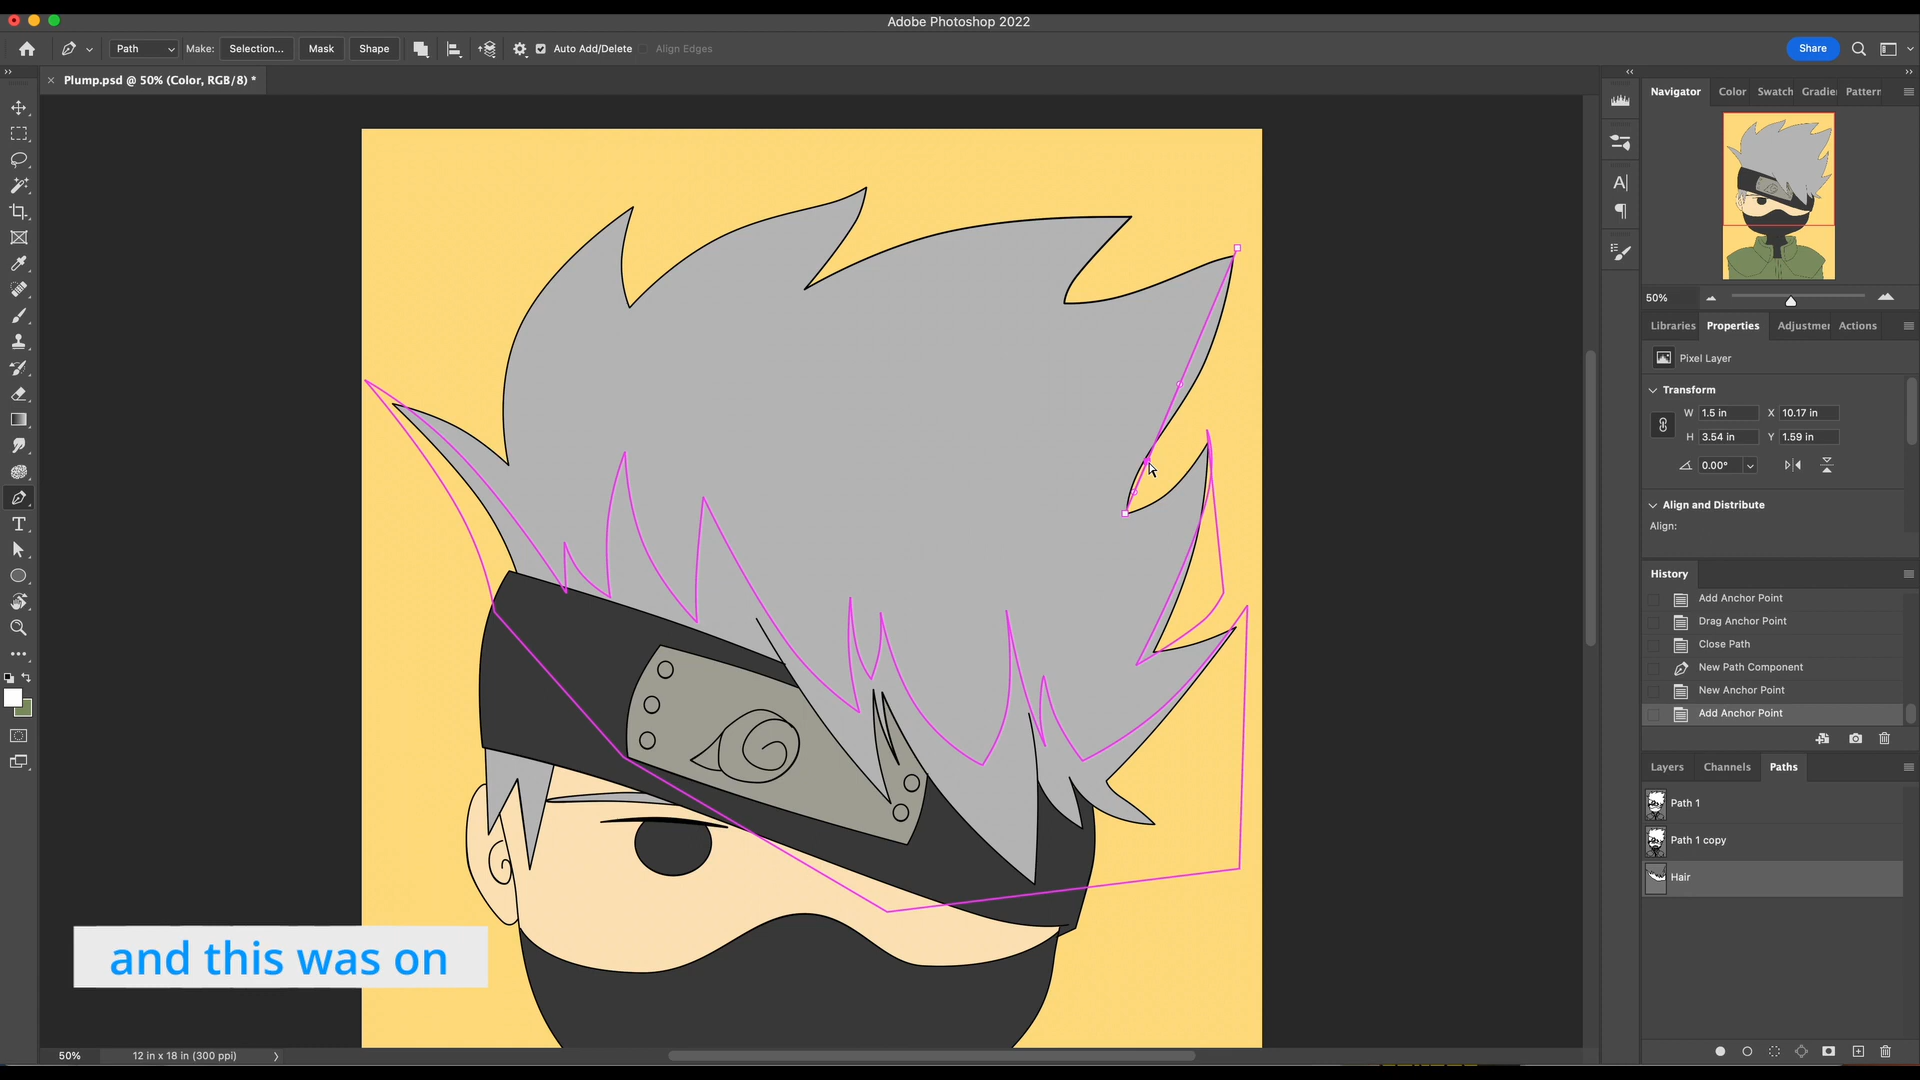 Adobe Photoshop 2022
Path
Make:
Selection...
Mask
Shape
Auto Add/Delete
Align Edges
Share
Plump.psd @ 50% (Color, RGB/8) *
Navigator
Color
Swatch
Gradie
Pattern
50%
Libraries
Properties
Adjustmer
Actions
Pixel Layer
Transform
W 1.5 in X 10.17 in
H 3.54 in Y 1.59 in
0.00°
Align and Distribute
Align:
History
Add Anchor Point
Drag Anchor Point
Close Path
New Path Component
New Anchor Point
Add Anchor Point
Layers
Channels
Paths
Path 1
Path 1 copy
Hair
and this was on
50%
12 in x 18 in (300 ppi)